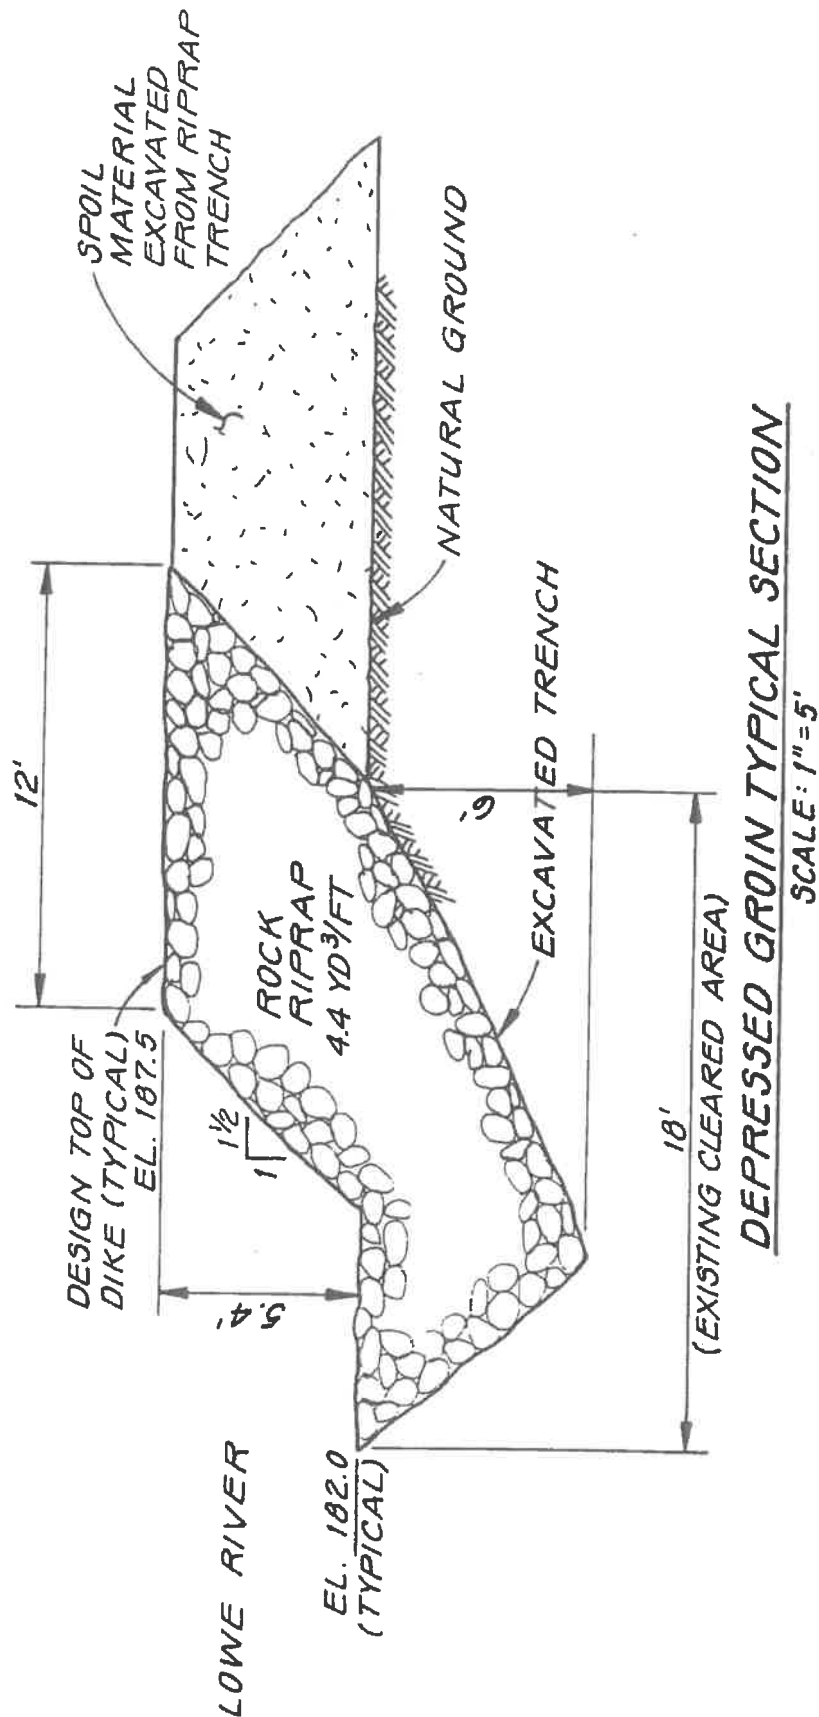 12'
SPOIL
MATERIAL
EXCAVATED
FROM RIPRAP
TRENCH
DESIGN TOP OF
DIKE (TYPICAL)
EL. 187.5
1 1/2
1
ROCK
RIPRAP
4.4 YD³/FT
5.4'
LOWE RIVER
EL. 182.0
(TYPICAL)
NATURAL GROUND
6'
EXCAVATED TRENCH
18'
(EXISTING CLEARED AREA)
DEPRESSED GROIN TYPICAL SECTION
SCALE: 1"=5'